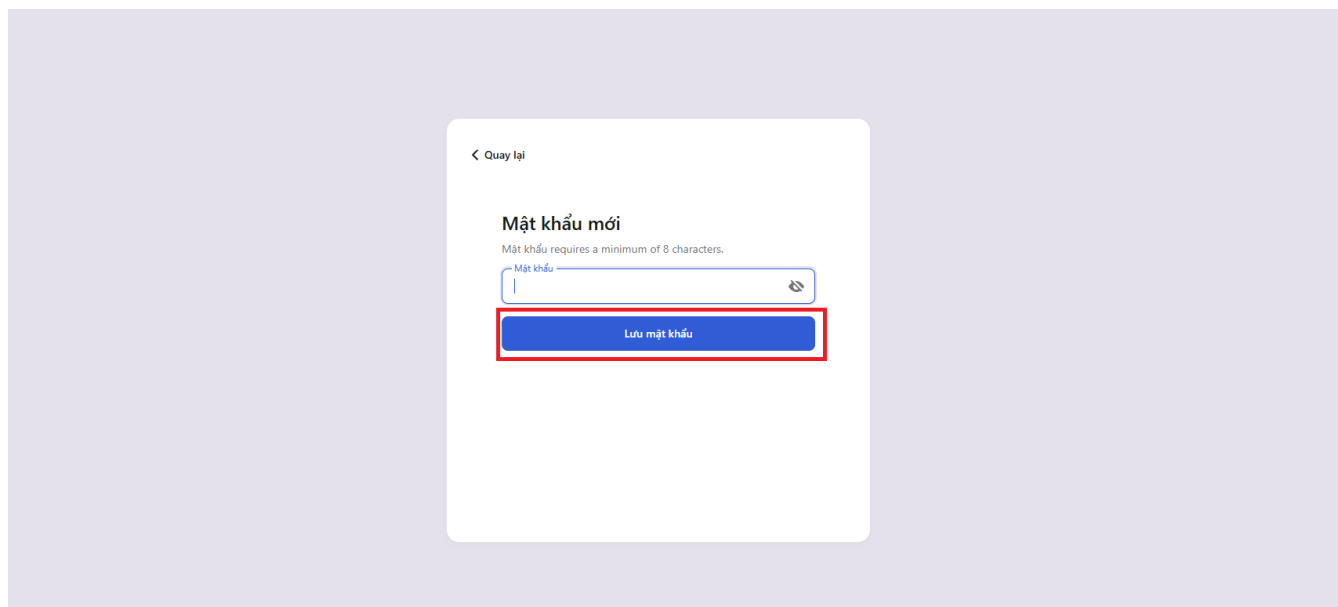 Quay lại
Mật khẩu mới
Mật khẩu requires a minimum of 8 characters.
Mật khẩu
Lưu mật khẩu